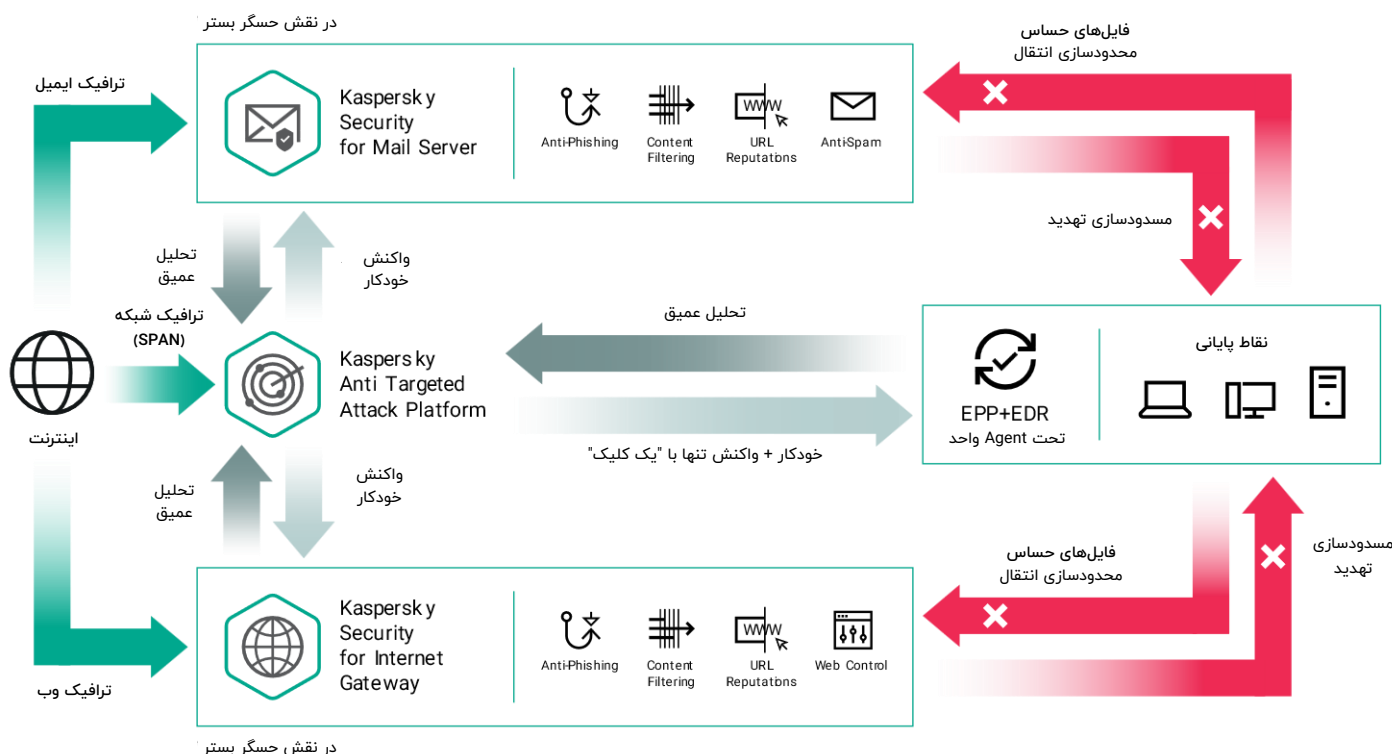 در نقش حسگر بستر '
فایل‌های حساس
محدودسازی انتقال
ترافیک ایمیل
Kaspersky
Security
for Mail Server
Anti-Phishing
Content
Filtering
WWW
URL
Reputations
Anti-Spam
مسدودسازی تهدید
تحلیل
عمیق
واکنش
خودکار
ترافیک شبکه
(SPAN)
اینترنت
Kaspersky
Anti Targeted
Attack Platform
تحلیل عمیق
خودکار + واکنش تنها با "یک کلیک"
EPP+EDR
تحت Agent واحد
نقاط پایانی
تحلیل
عمیق
واکنش
خودکار
فایل‌های حساس
محدودسازی انتقال
مسدودسازی
تهدید
ترافیک وب
Kaspersky
Security
for Internet
Gateway
Anti-Phishing
Content
Filtering
WWW
URL
Reputations
Web Control
در نقش حسگر بستر '